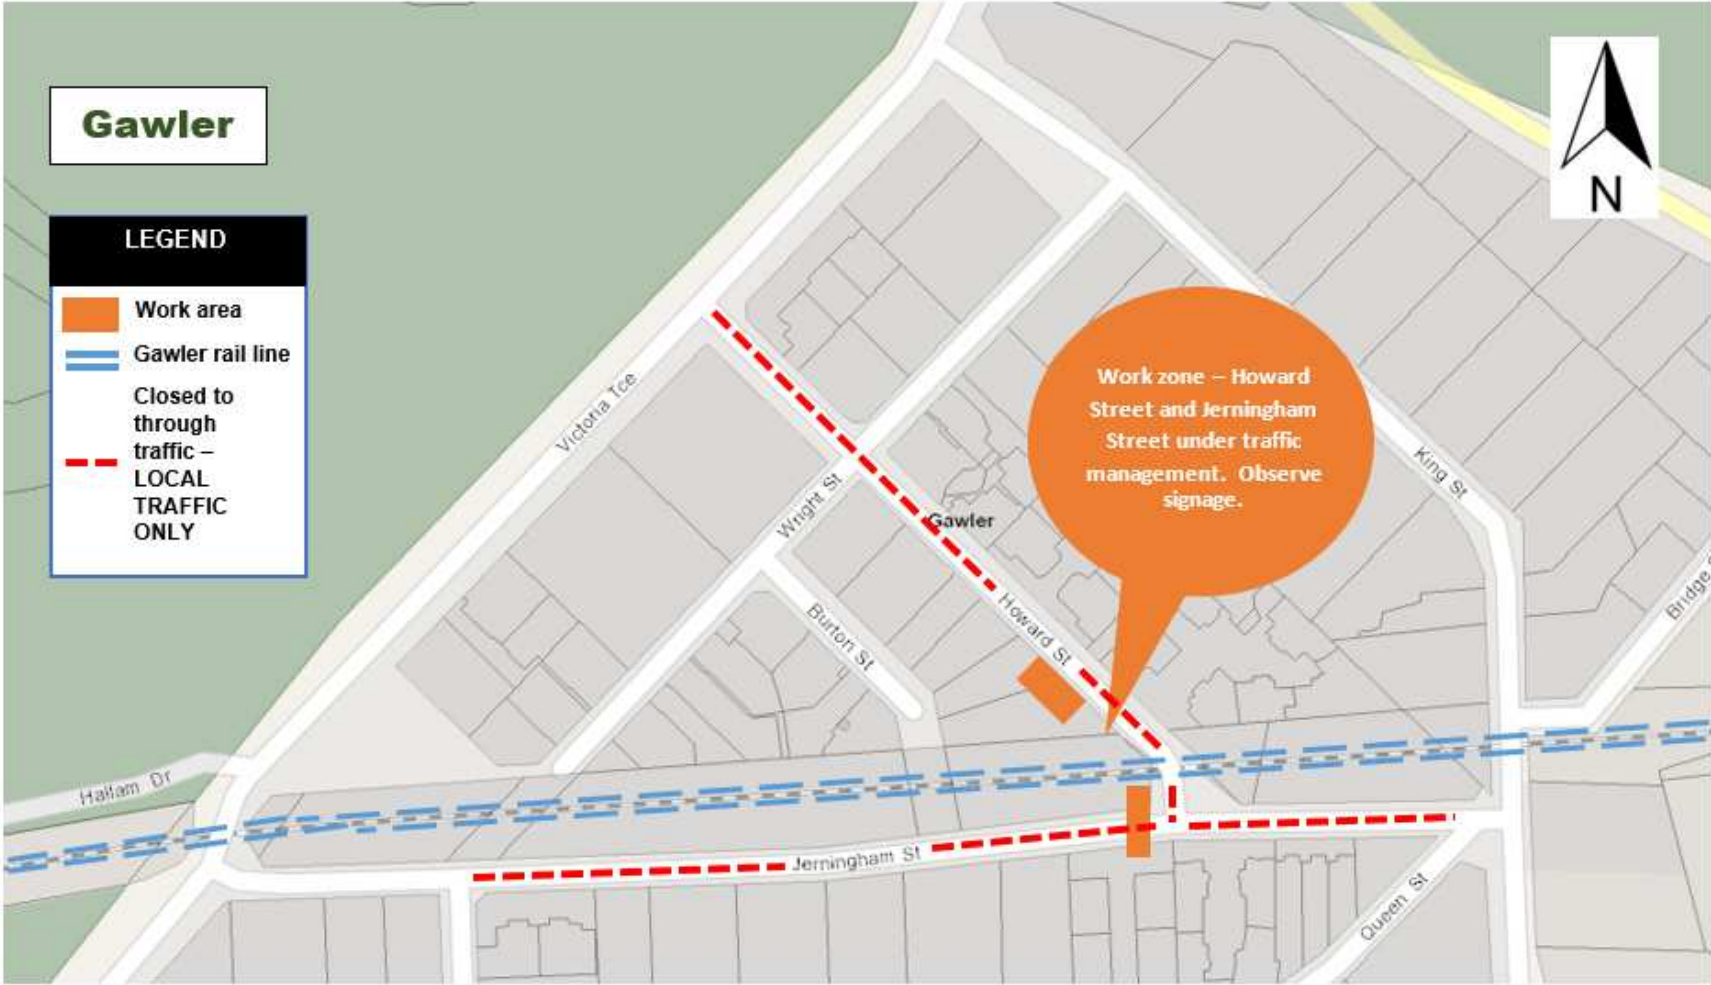 Gawler
N
LEGEND
Work area
Gawler rail line
Closed to
through
traffic –
LOCAL
TRAFFIC
ONLY
Work zone – Howard
Street and Jerningham
Street under traffic
management. Observe
signage.
Victoria Tce
Wright St
Gawler
King St
Burton St
Howard St
Bridge
Hallam Dr
Jerningham St
Queen St